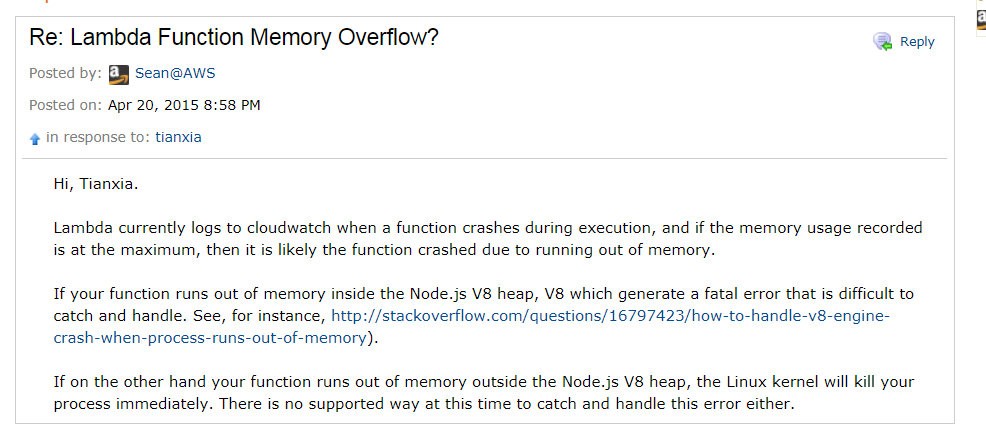 Re: Lambda Function Memory Overflow?
Reply
Posted by: Sean@AWS
Posted on: Apr 20, 2015 8:58 PM
in response to: tianxia
Hi, Tianxia.
Lambda currently logs to cloudwatch when a function crashes during execution, and if the memory usage recorded
is at the maximum, then it is likely the function crashed due to running out of memory.
If your function runs out of memory inside the Node.js V8 heap, V8 which generate a fatal error that is difficult to
catch and handle. See, for instance, http://stackoverflow.com/questions/16797423/how-to-handle-v8-engine-
crash-when-process-runs-out-of-memory).
If on the other hand your function runs out of memory outside the Node.js V8 heap, the Linux kernel will kill your
process immediately. There is no supported way at this time to catch and handle this error either.